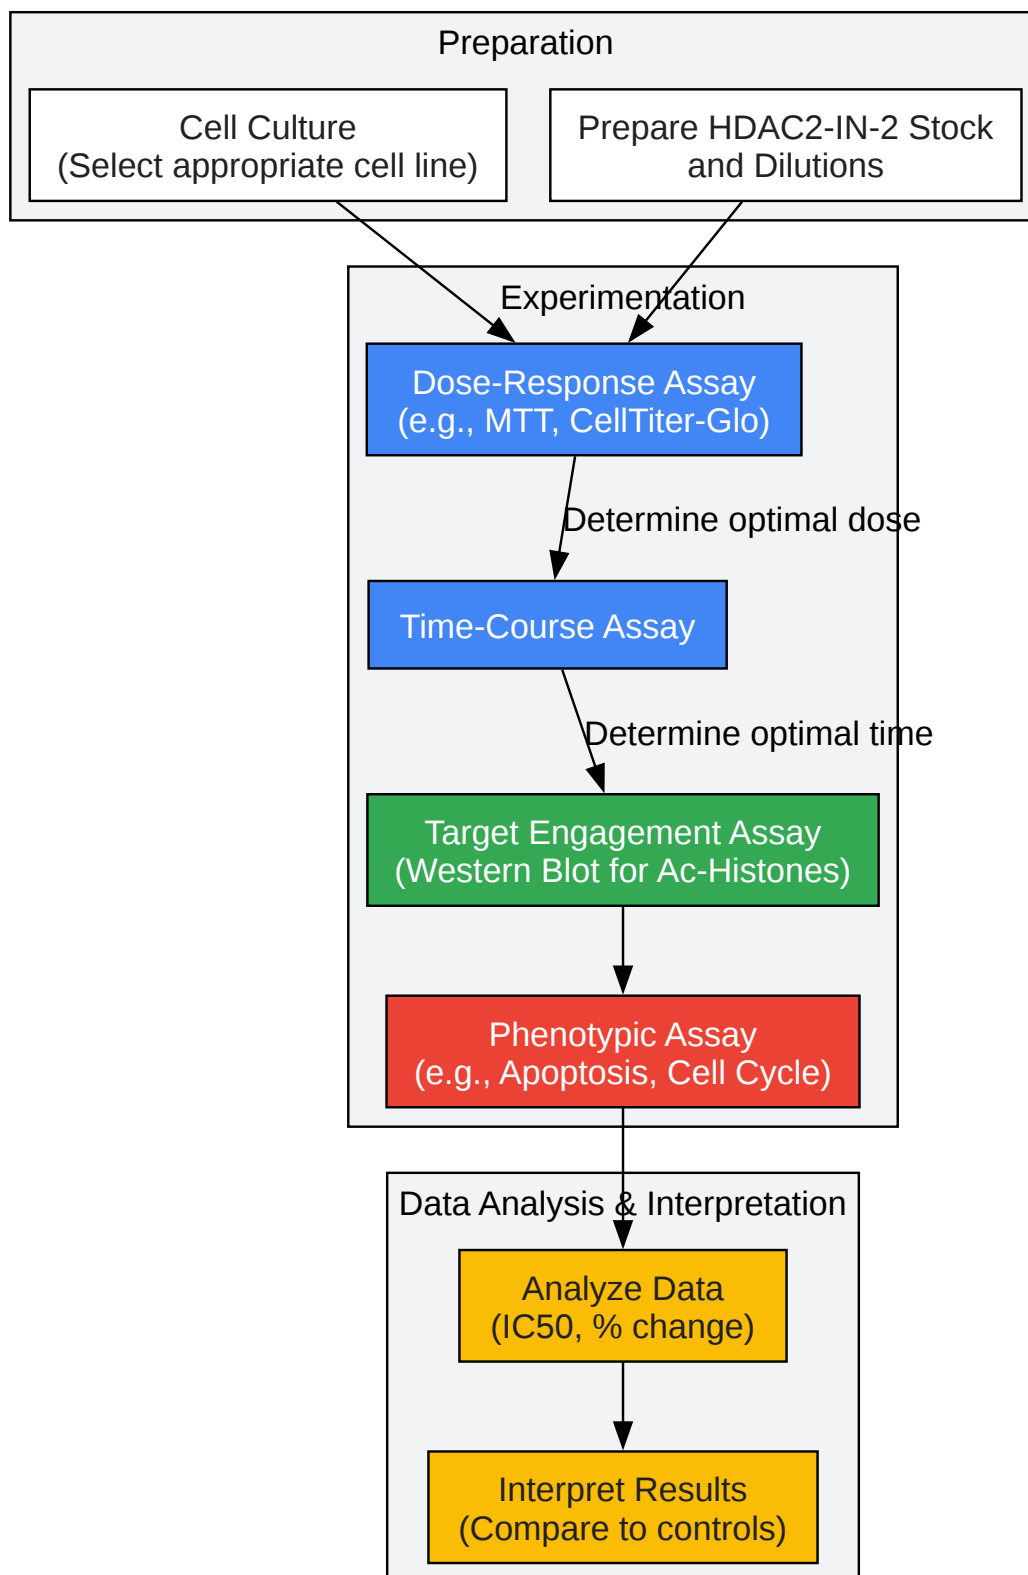 Preparation
Cell Culture
(Select appropriate cell line)
Prepare HDAC2-IN-2 Stock
and Dilutions
Experimentation
Dose-Response Assay
(e.g., MTT, CellTiter-Glo)
Determine optimal dose
Time-Course Assay
Determine optimal time
Target Engagement Assay
(Western Blot for Ac-Histones)
Phenotypic Assay
(e.g., Apoptosis, Cell Cycle)
Data Analysis & Interpretation
Analyze Data
(IC50, % change)
Interpret Results
(Compare to controls)